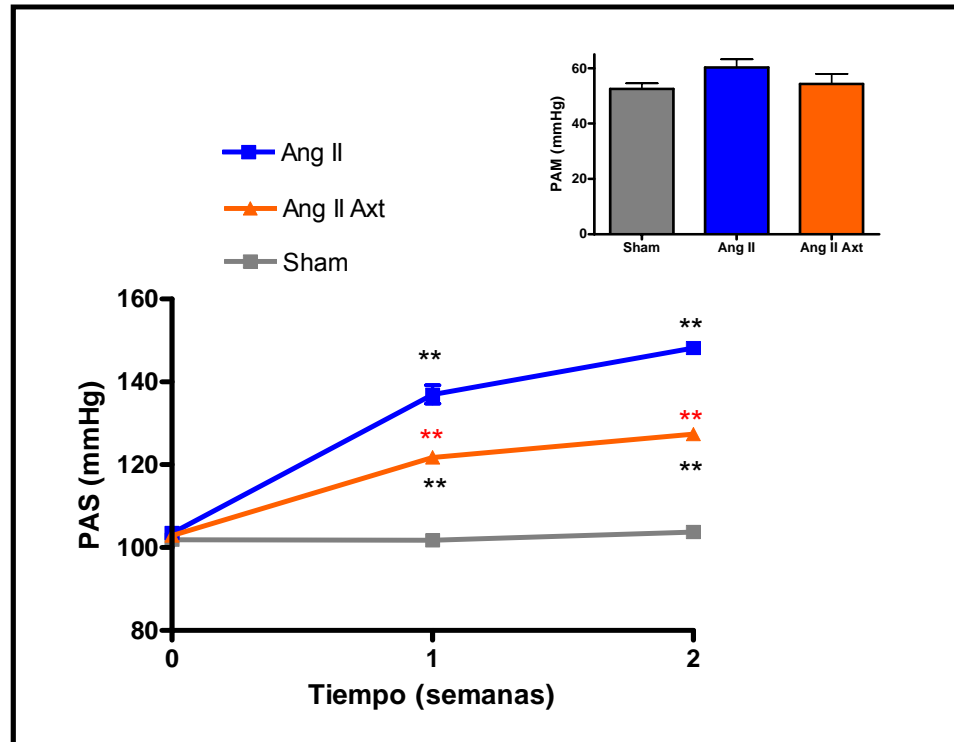 60
40
20
0
PAM (mmHg)
Sham
Ang II
Ang II Axt
Ang II
Ang II Axt
Sham
160
140
120
100
80
PAS (mmHg)
**
**
**
**
**
**
0
1
2
Tiempo (semanas)